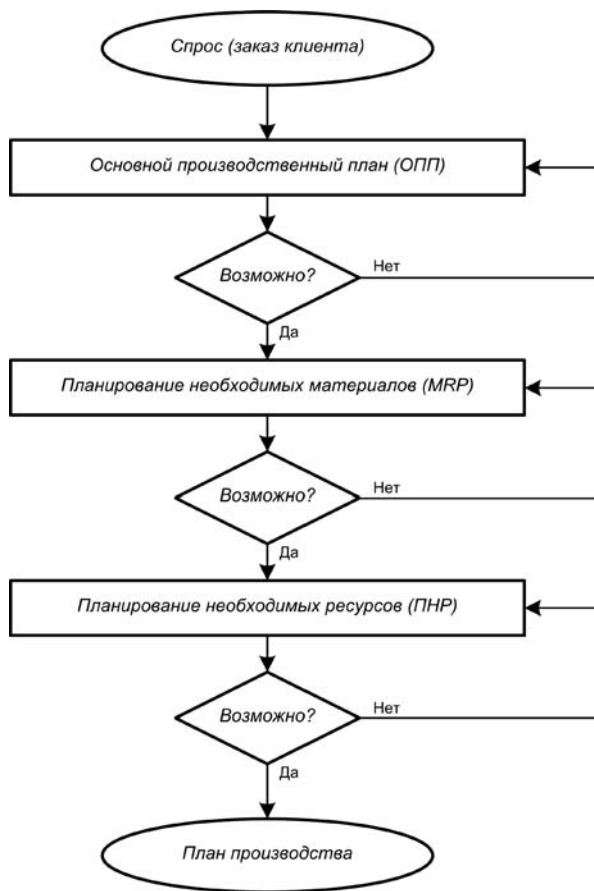 Спрос (заказ клиента)
Основной производственный план (ОПП)
Возможно?
Нет
Да
Планирование необходимых материалов (MRP)
Возможно?
Нет
Да
Планирование необходимых ресурсов (ПНР)
Возможно?
Нет
Да
План производства